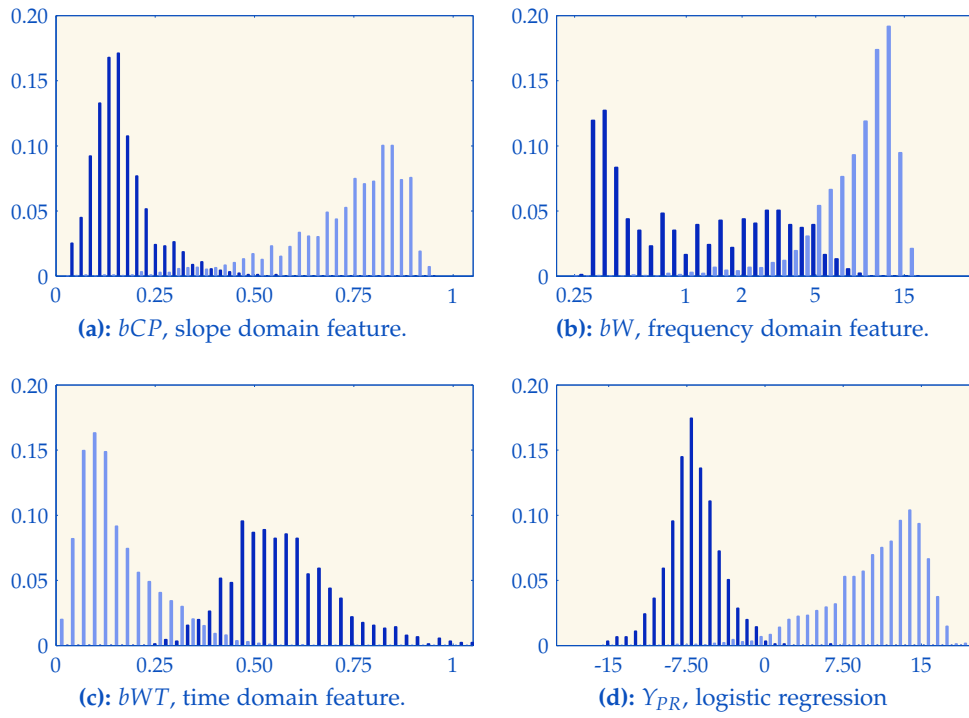 0.20 0.20
0.15 0.15
0.10 0.10
0.05 0.05
0 0
0 0.25 0.50 0.75 1 0.25 1 2 5 15
(a): bCP, slope domain feature. (b): bW, frequency domain feature.
0.20 0.20
0.15 0.15
0.10 0.10
0.05 0.05
0 0
0 0.25 0.50 0.75 1 -15 -7.50 0 7.50 15
(c): bWT, time domain feature. (d): Y_PR, logistic regression